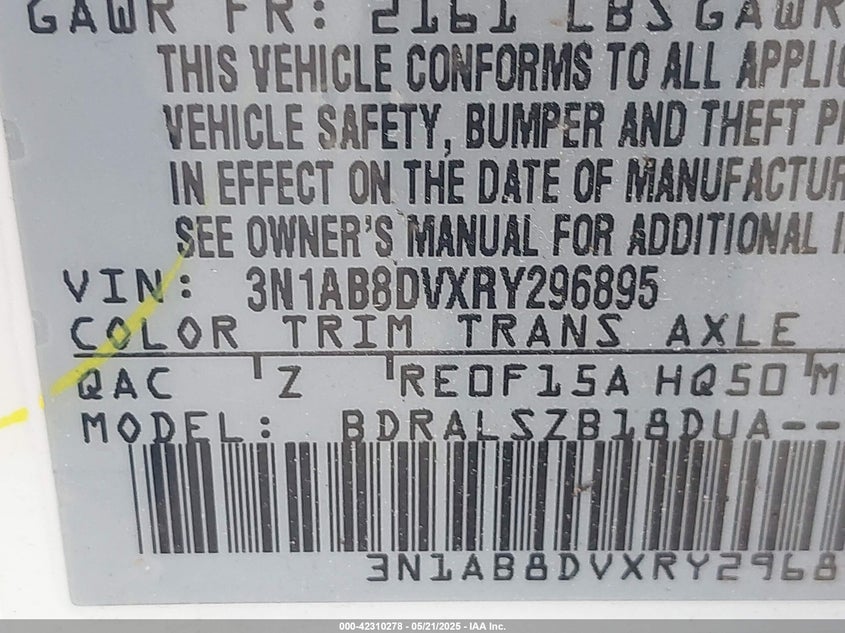 GAWR FR: 2161 LBS GAWR
THIS VEHICLE CONFORMS TO ALL APPLIC
VEHICLE SAFETY, BUMPER AND THEFT P
IN EFFECT ON THE DATE OF MANUFACTUR
SEE OWNER'S MANUAL FOR ADDITIONAL I
VIN: 3N1AB8DVXRY296895
COLOR TRIM TRANS AXLE
QAC Z RE0F15A HQ50 M
MODEL: BDRALSZB18DUA--
3N1AB8DVXRY2968
000-42310278 - 05/21/2025 - IAA Inc.